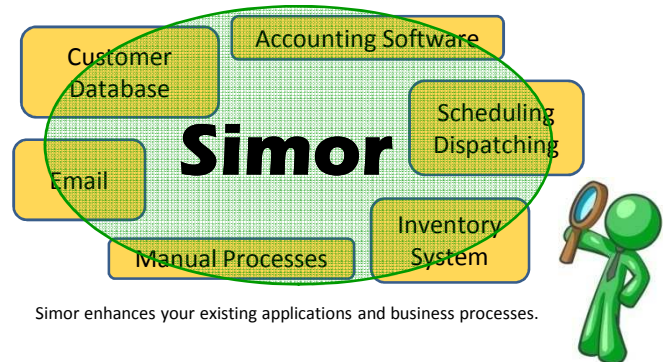 Accounting Software
Customer
Database
Scheduling
Dispatching
Simor
Email
Inventory
System
Manual Processes
Simor enhances your existing applications and business processes.